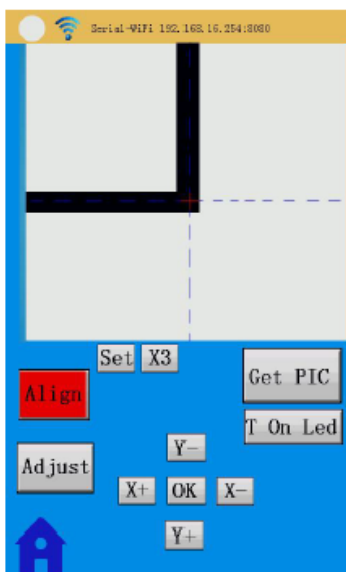 Serial-WiFi 192.168.16.254:8080
Set X3
Get PIC
Align
T On Led
Y-
Adjust
X+ OK X-
Y+